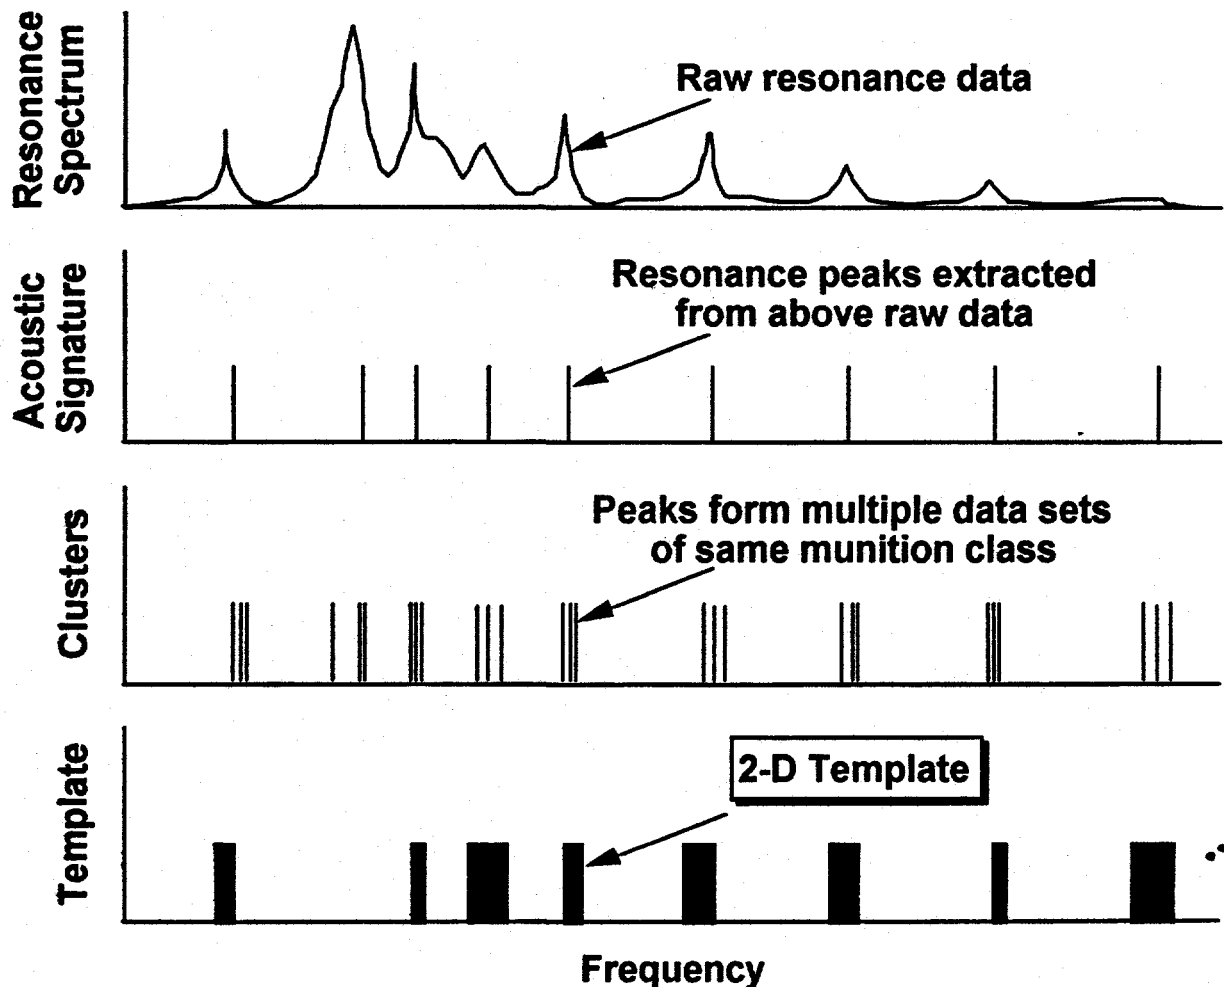 Resonance
Spectrum
Raw resonance data
Acoustic
Signature
Resonance peaks extracted
from above raw data
Clusters
Peaks form multiple data sets
of same munition class
Template
2-D Template
Frequency